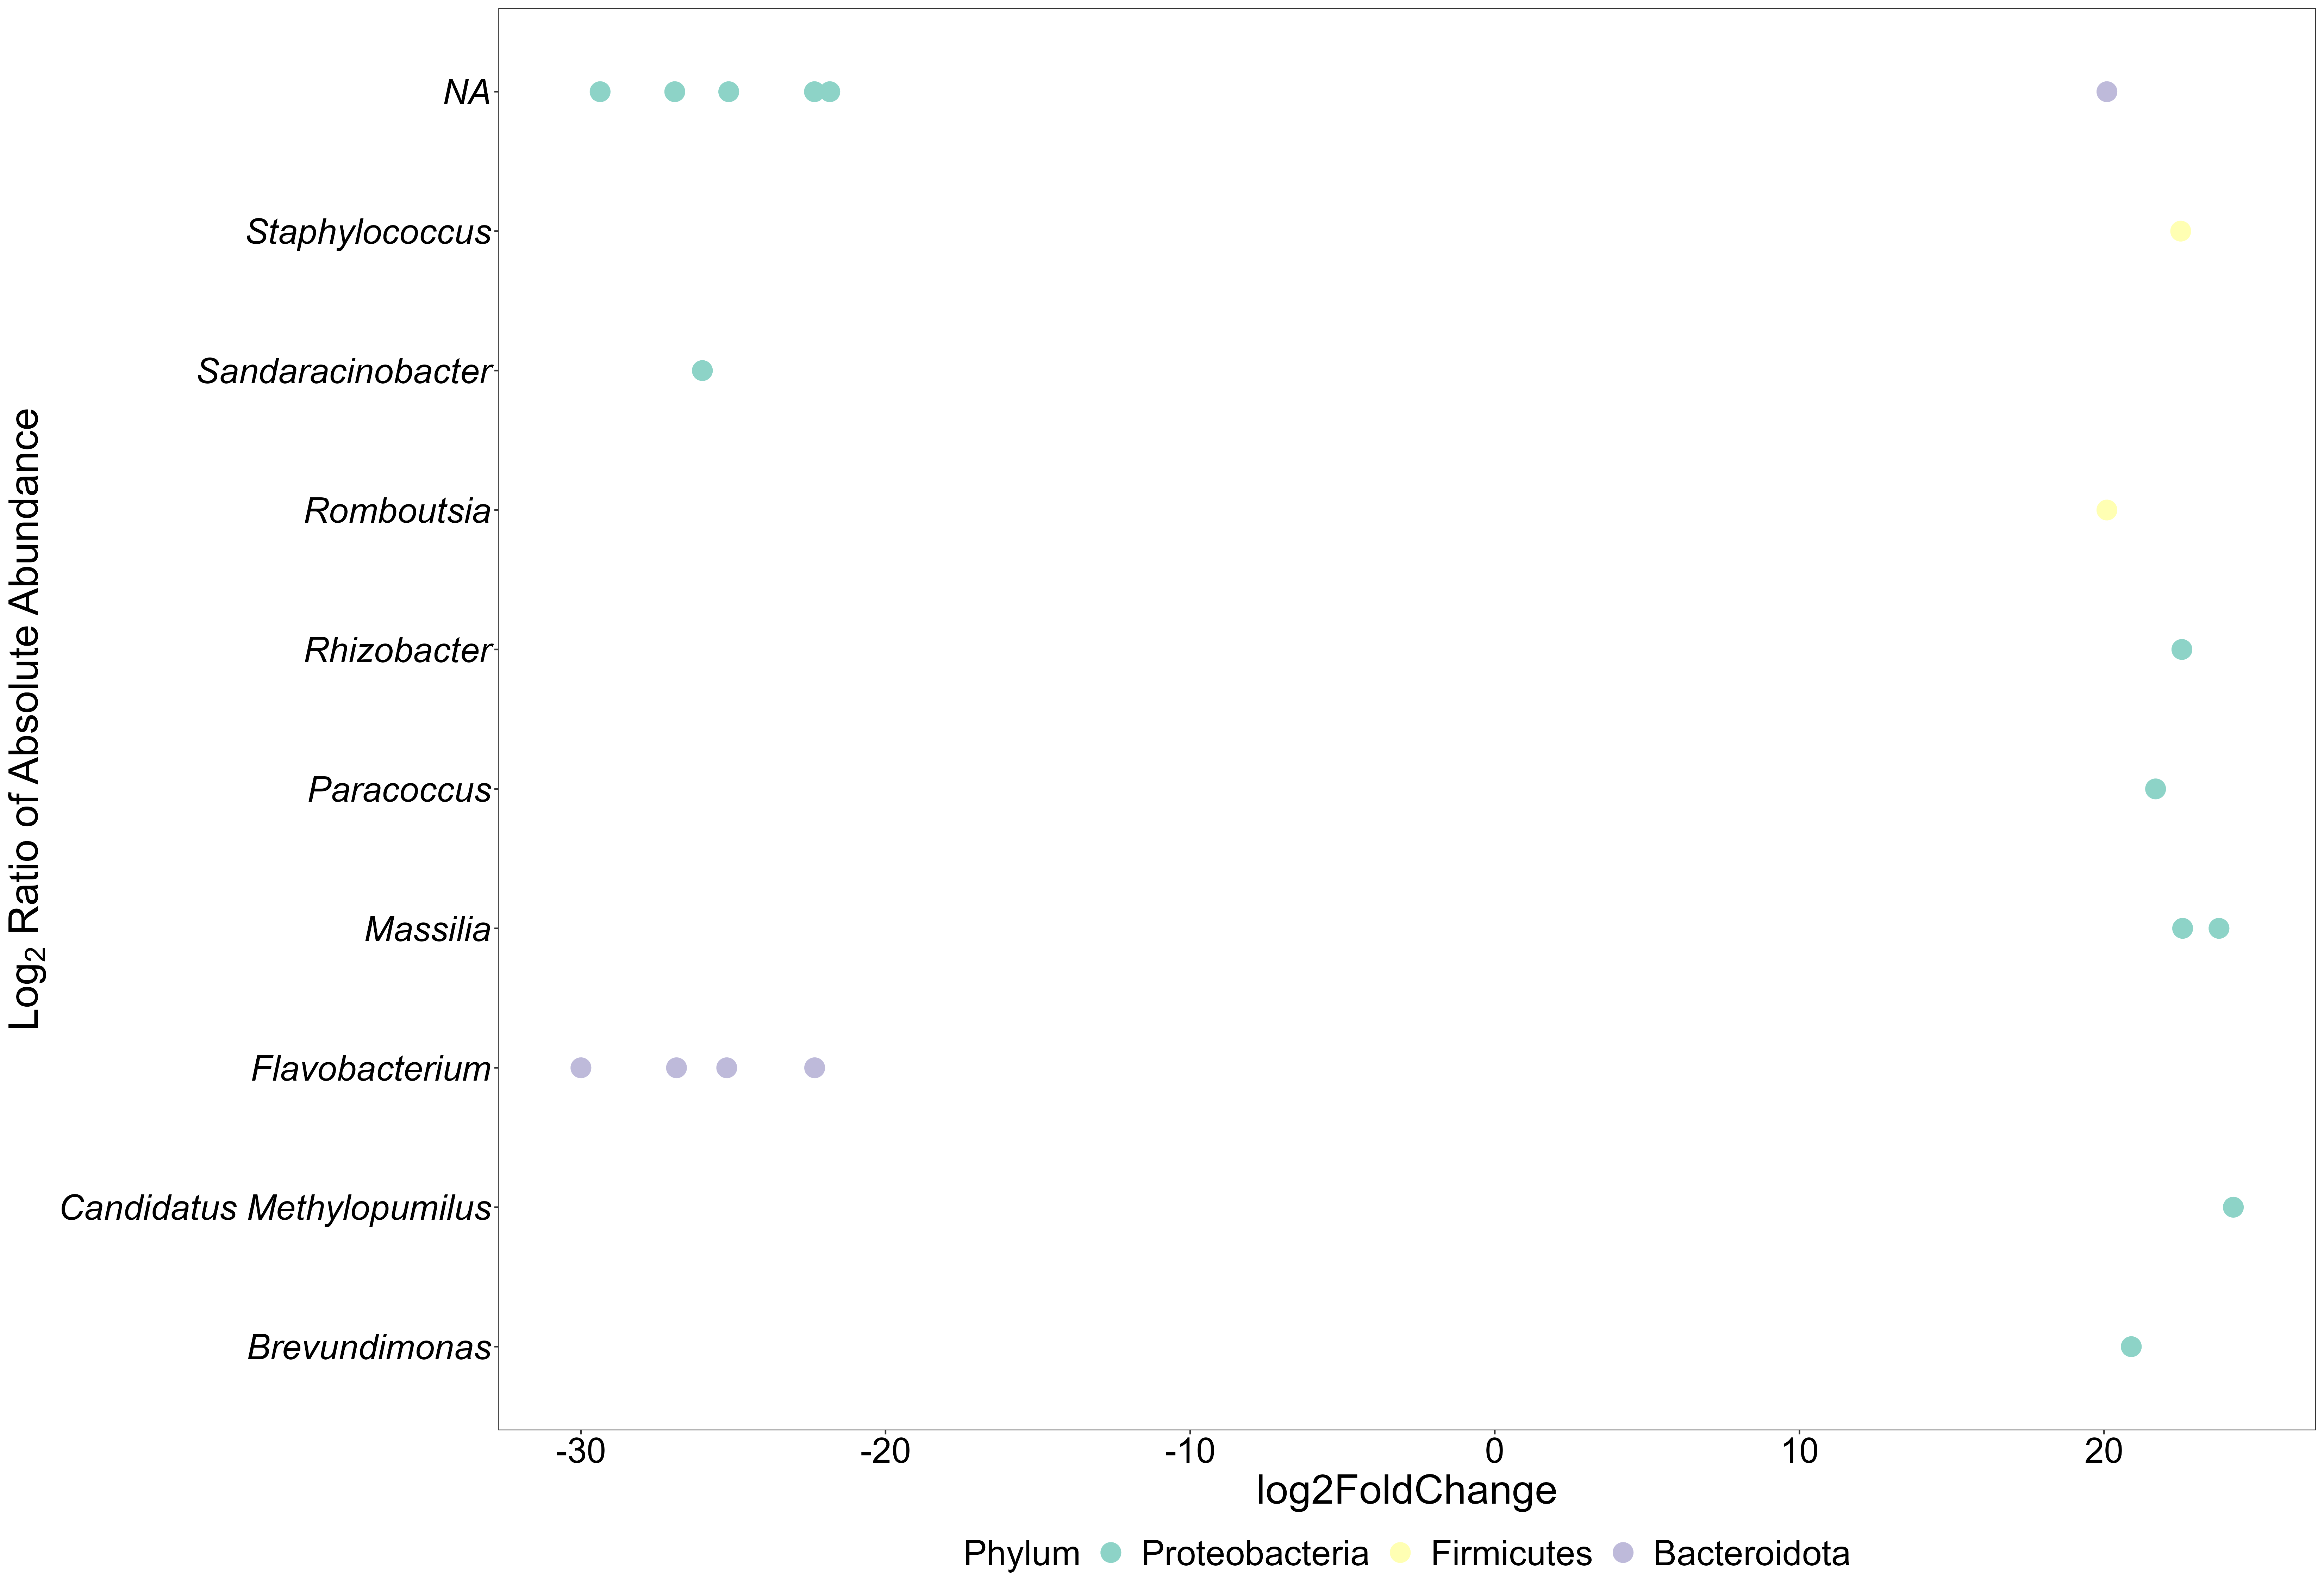 NA
Staphylococcus
Sandaracinobacter
Romboutsia
Rhizobacter
Paracoccus
Massilia
Flavobacterium
Candidatus Methylopumilus
Brevundimonas
Log2 Ratio of Absolute Abundance
-30 -20 -10 0 10 20
log2FoldChange
Phylum Proteobacteria Firmicutes Bacteroidota